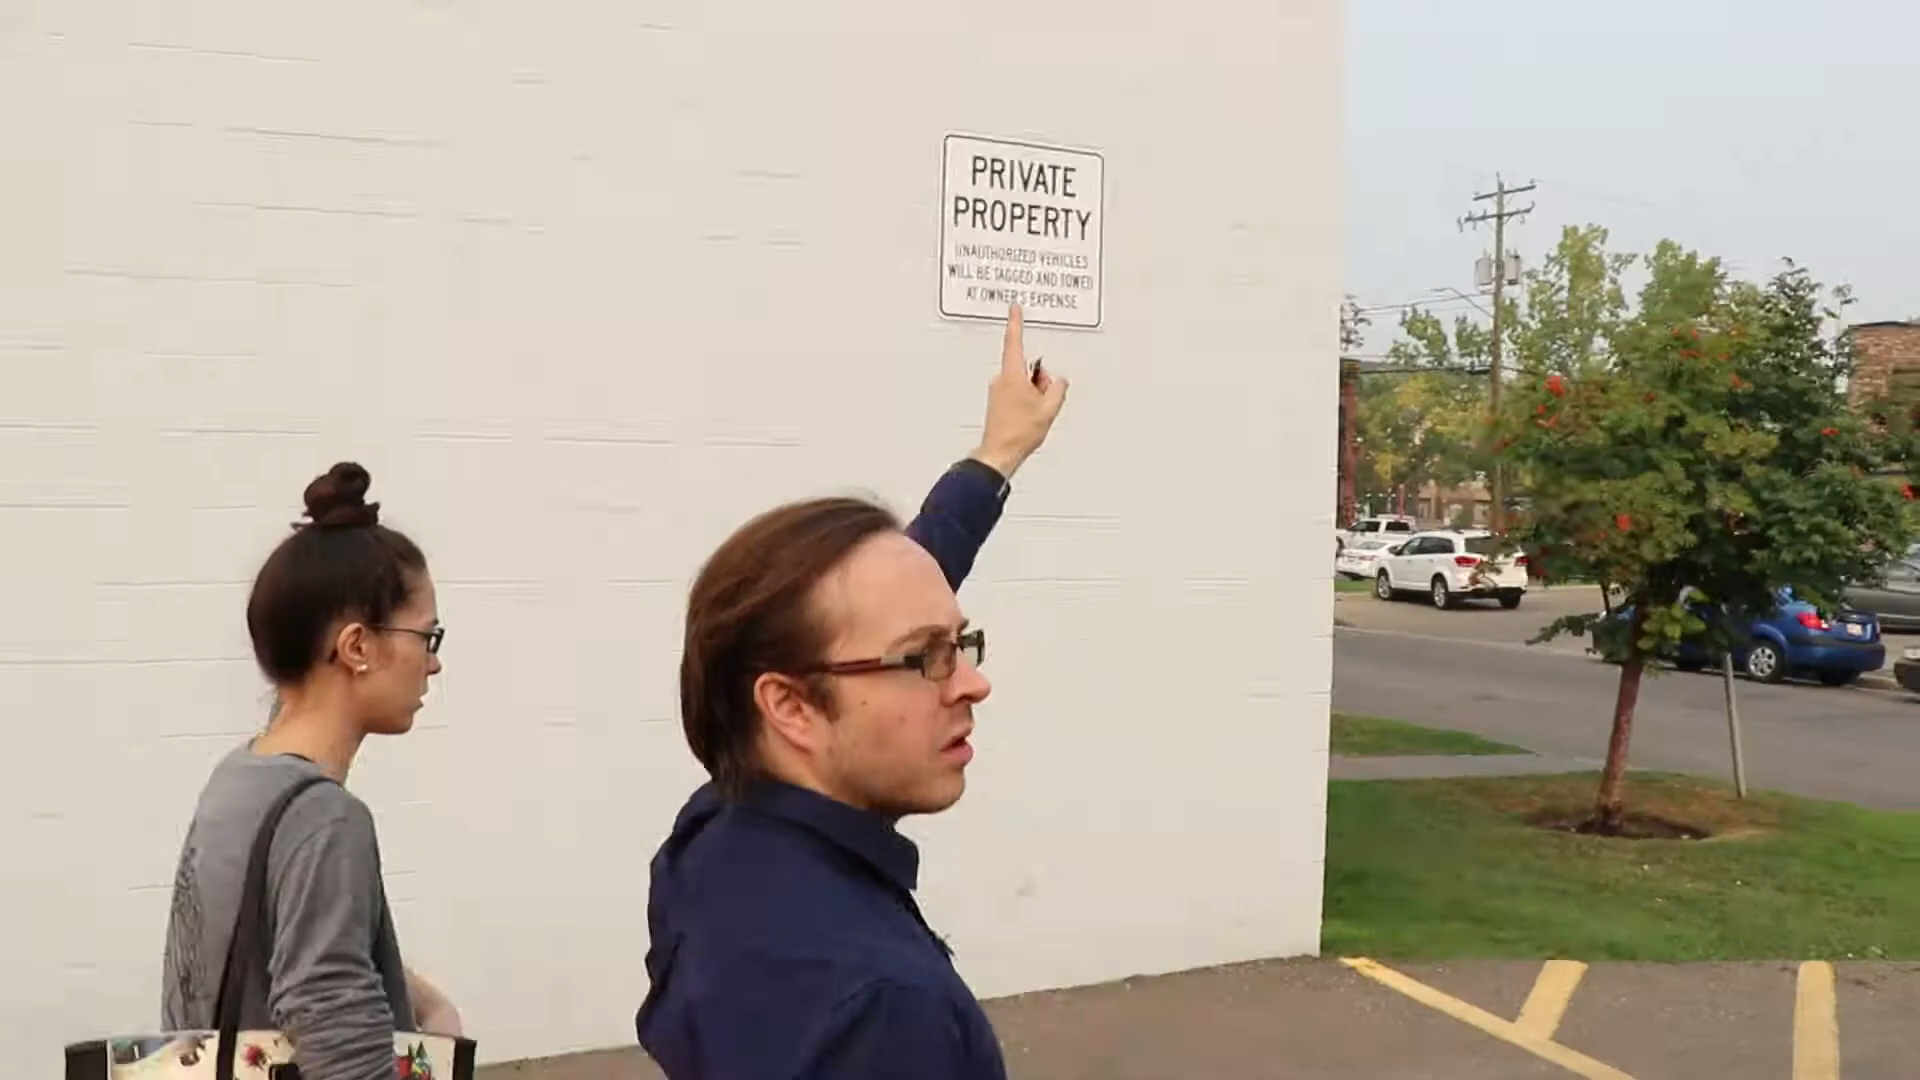 PRIVATE
PROPERTY
UNAUTHORIZED VEHICLES
WILL BE TAGGED AND TOWED
AT OWNER'S EXPENSE